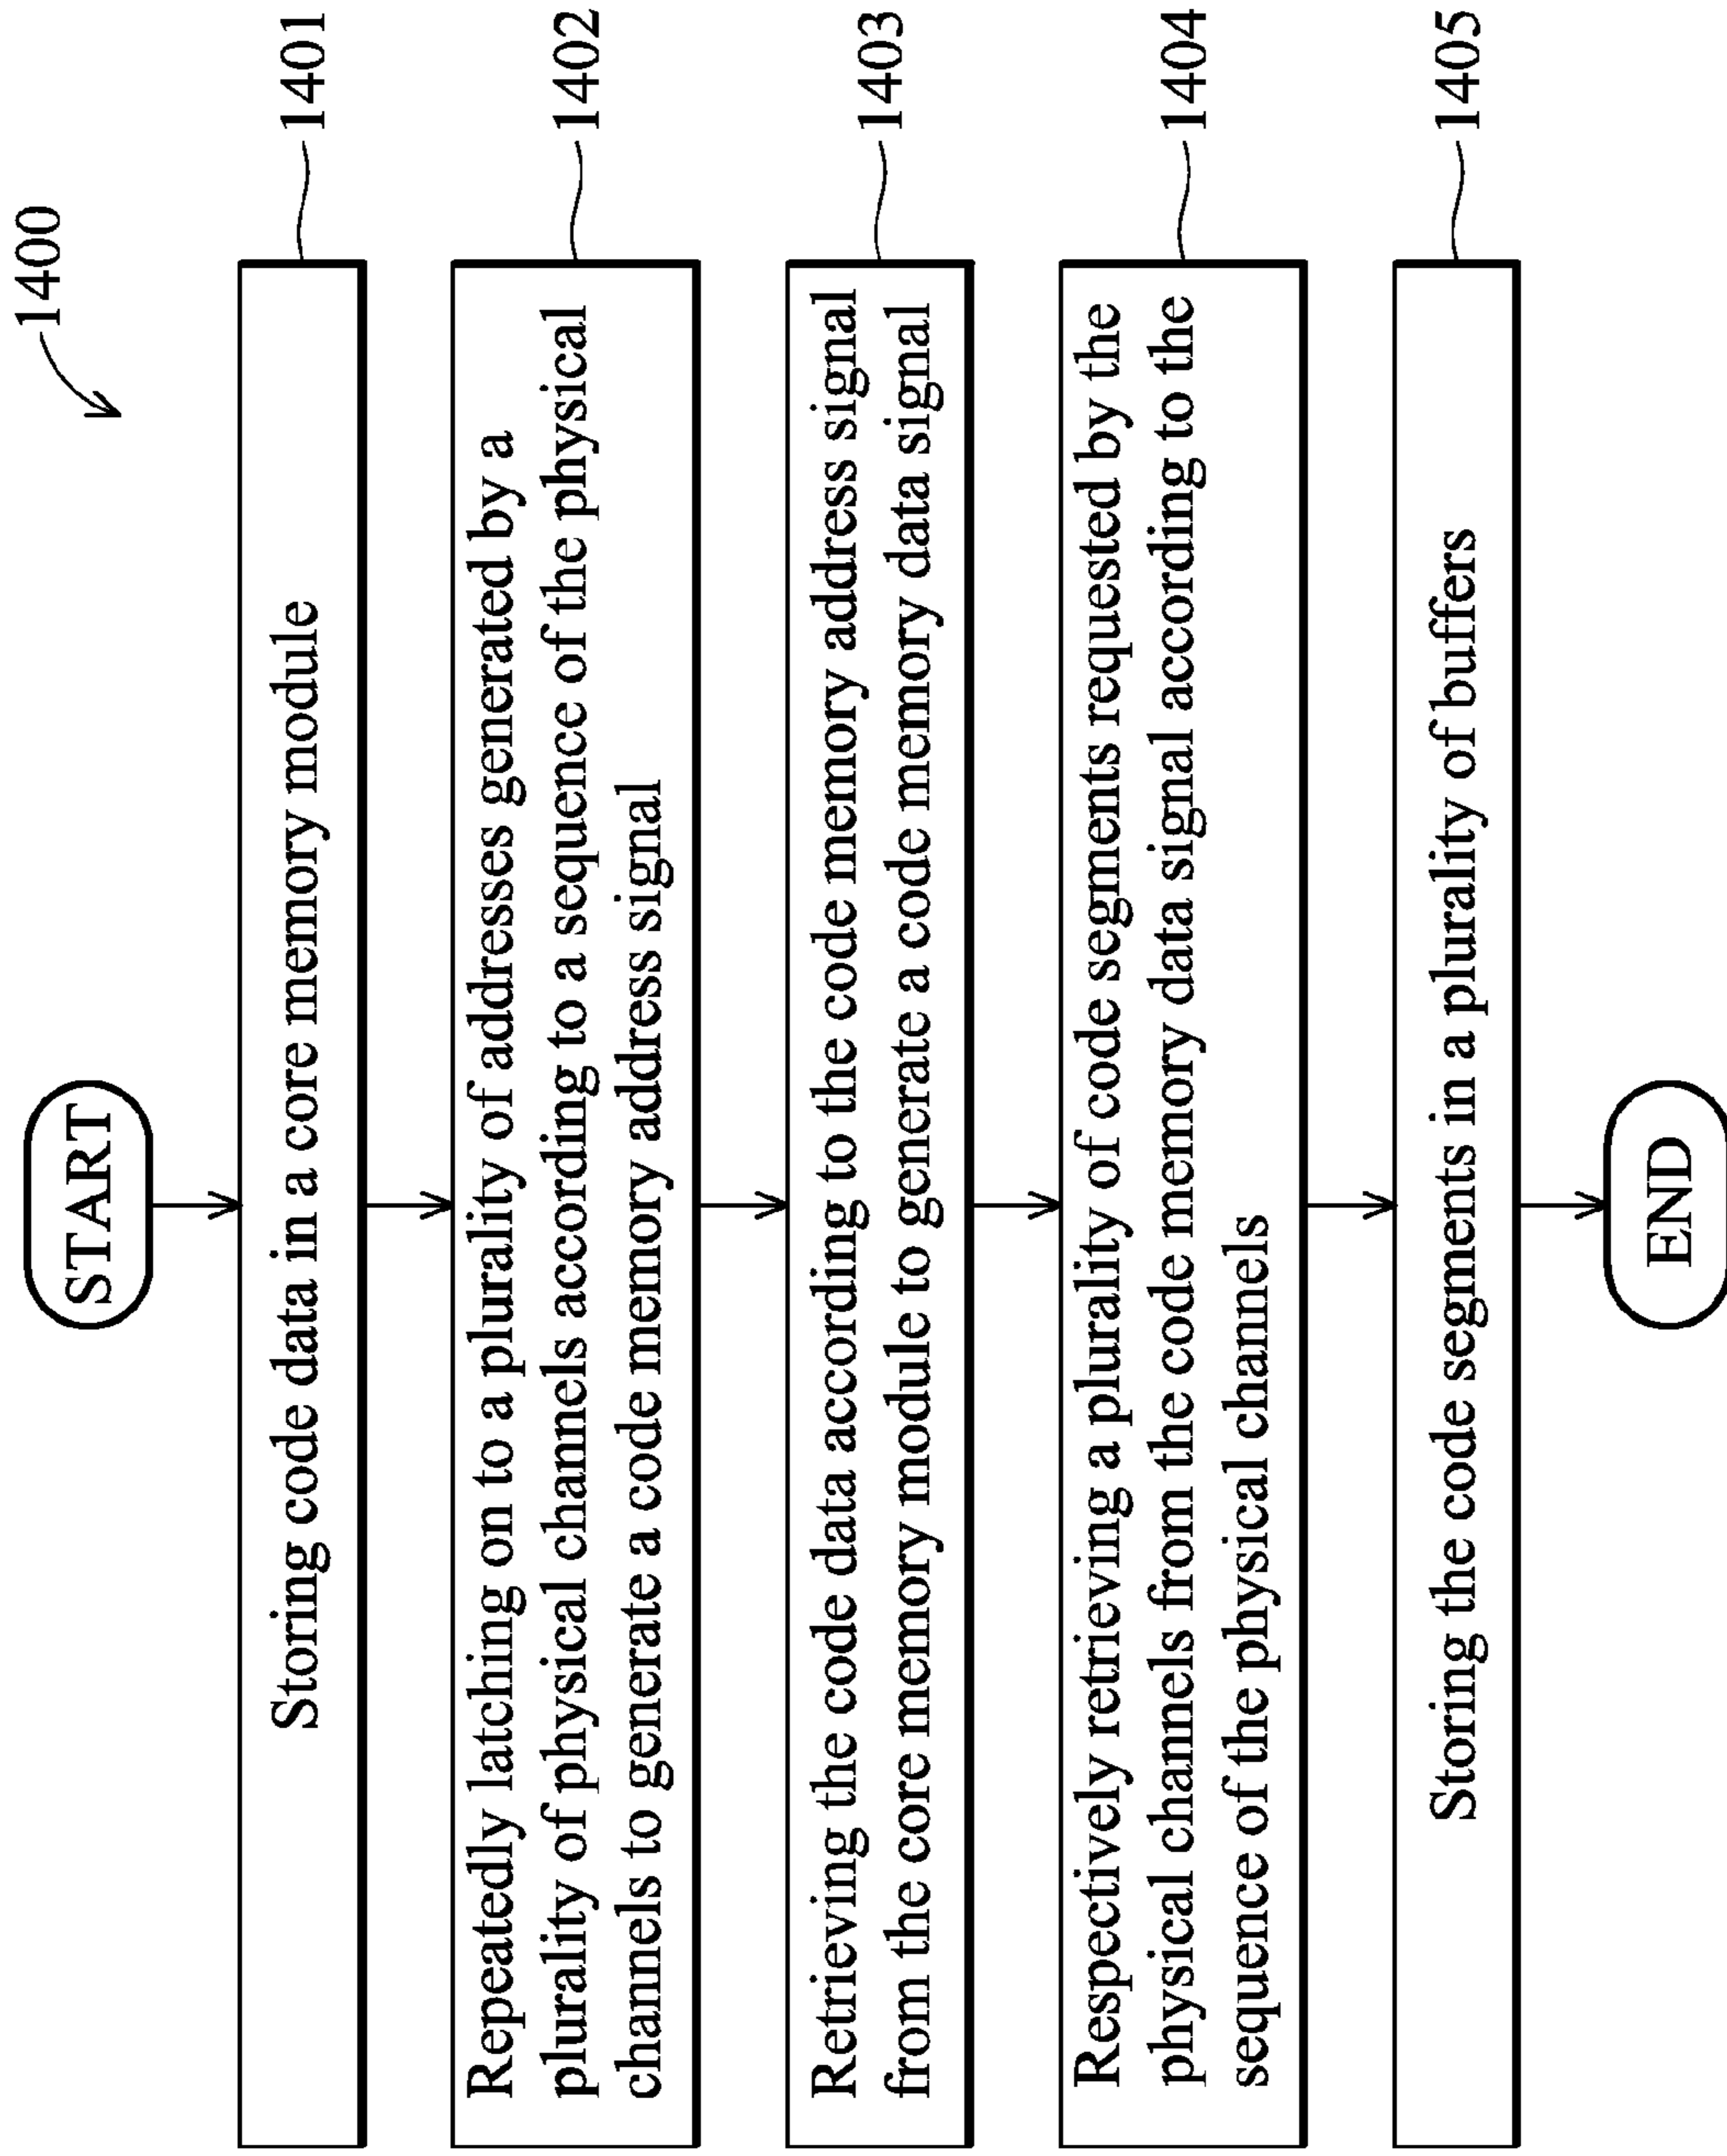 1400
START
Storing code data in a core memory module
1401
Repeatedly latching on to a plurality of addresses generated by a
plurality of physical channels according to a sequence of the physical
channels to generate a code memory address signal
1402
Retrieving the code data according to the code memory address signal
from the core memory module to generate a code memory data signal
1403
Respectively retrieving a plurality of code segments requested by the
physical channels from the code memory data signal according to the
sequence of the physical channels
1404
Storing the code segments in a plurality of buffers
1405
END